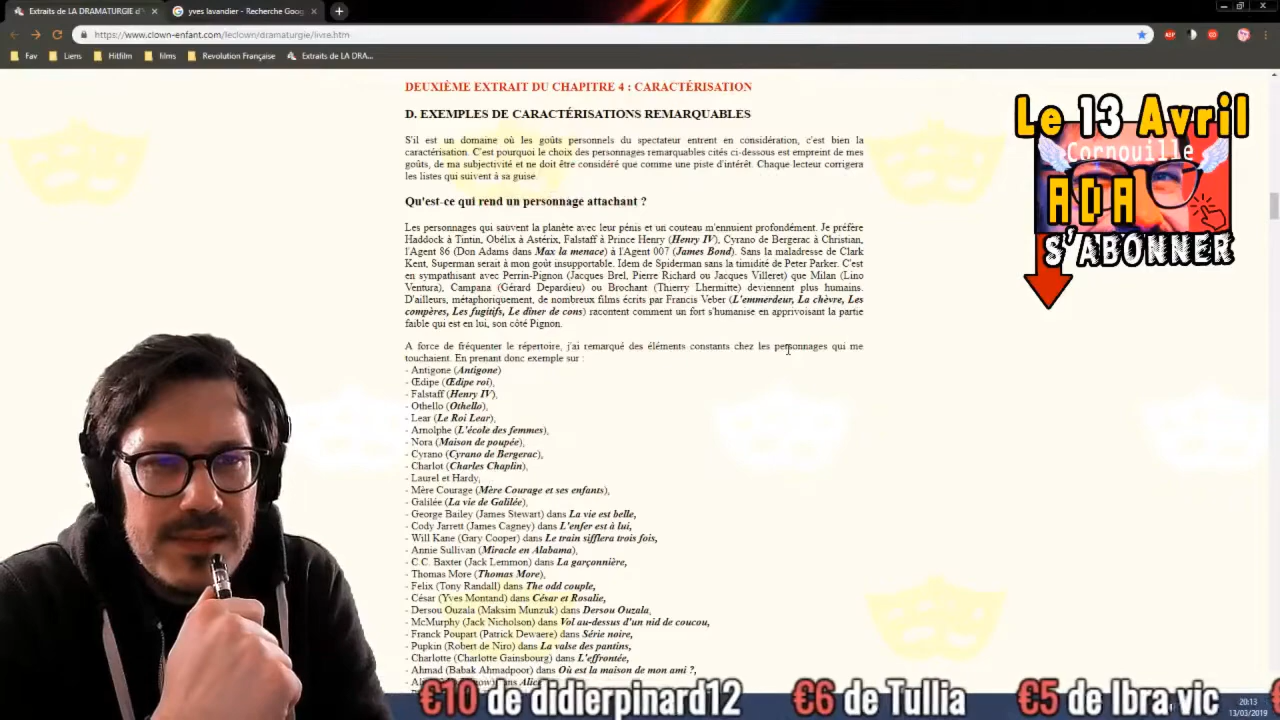 Extraits de LA DRAMATURGIE d'
yves lavandier - Recherche Goog
https://www.clown-enfant.com/leclown/dramaturgie/livre.htm
Fav Liens Hitfilm films Revolution Française Extraits de LA DRA...
DEUXIÈME EXTRAIT DU CHAPITRE 4 : CARACTÉRISATION
D. EXEMPLES DE CARACTÉRISATIONS REMARQUABLES
S'il est un domaine où les goûts personnels du spectateur entrent en considération, c'est bien la
caractérisation. C'est pourquoi le choix des personnages remarquables cités ci-dessous est empreint de mes
goûts, de ma subjectivité et ne doit être considéré que comme une piste d'intérêt. Chaque lecteur corrigera
les listes qui suivent à sa guise.
Qu'est-ce qui rend un personnage attachant ?
Les personnages qui sauvent la planète avec leur pénis et un couteau m'ennuient profondément. Je préfère
Haddock à Tintin, Obélix à Astérix, Falstaff à Prince Henry (Henry IV), Cyrano de Bergerac à Christian,
l'Agent 86 (Don Adams dans Max la menace) à l'Agent 007 (James Bond). Sans la maladresse de Clark
Kent, Superman serait à mon goût insupportable. Idem de Spiderman sans la timidité de Peter Parker. C'est
en sympathisant avec Perrin-Pignon (Jacques Brel, Pierre Richard ou Jacques Villeret) que Milan (Lino
Ventura), Campana (Gérard Depardieu) ou Brochant (Thierry Lhermitte) deviennent plus humains.
D'ailleurs, métaphoriquement, de nombreux films écrits par Francis Veber (L'emmerdeur, La chèvre, Les
compères, Les fugitifs, Le dîner de cons) racontent comment un fort s'humanise en apprivoisant la partie
faible qui est en lui, son côté Pignon.
A force de fréquenter le répertoire, j'ai remarqué des éléments constants chez les personnages qui me
touchaient. En prenant donc exemple sur :
- Antigone (Antigone)
- Œdipe (Œdipe roi),
- Falstaff (Henry IV),
- Othello (Othello),
- Lear (Le Roi Lear),
- Arnolphe (L'école des femmes),
- Nora (Maison de poupée),
- Cyrano (Cyrano de Bergerac),
- Charlot (Charles Chaplin),
- Laurel et Hardy,
- Mère Courage (Mère Courage et ses enfants),
- Galilée (La vie de Galilée),
- George Bailey (James Stewart) dans La vie est belle,
- Cody Jarrett (James Cagney) dans L'enfer est à lui,
- Will Kane (Gary Cooper) dans Le train sifflera trois fois,
- Annie Sullivan (Miracle en Alabama),
- C.C. Baxter (Jack Lemmon) dans La garçonnière,
- Thomas More (Thomas More),
- Felix (Tony Randall) dans The odd couple,
- César (Yves Montand) dans César et Rosalie,
- Dersou Ouzala (Maksim Munzuk) dans Dersou Ouzala,
- McMurphy (Jack Nicholson) dans Vol au-dessus d'un nid de coucou,
- Franck Poupart (Patrick Dewaere) dans Série noire,
- Pupkin (Robert de Niro) dans La valse des pantins,
- Charlotte (Charlotte Gainsbourg) dans L'effrontée,
- Ahmad (Babak Ahmadpoor) dans Où est la maison de mon ami ?,
Le 13 Avril
Cornouille
ADA
S'ABONNER
€10 de didierpinard12 €6 de Tullia €5 de Ibra vic
20:13
13/03/2019